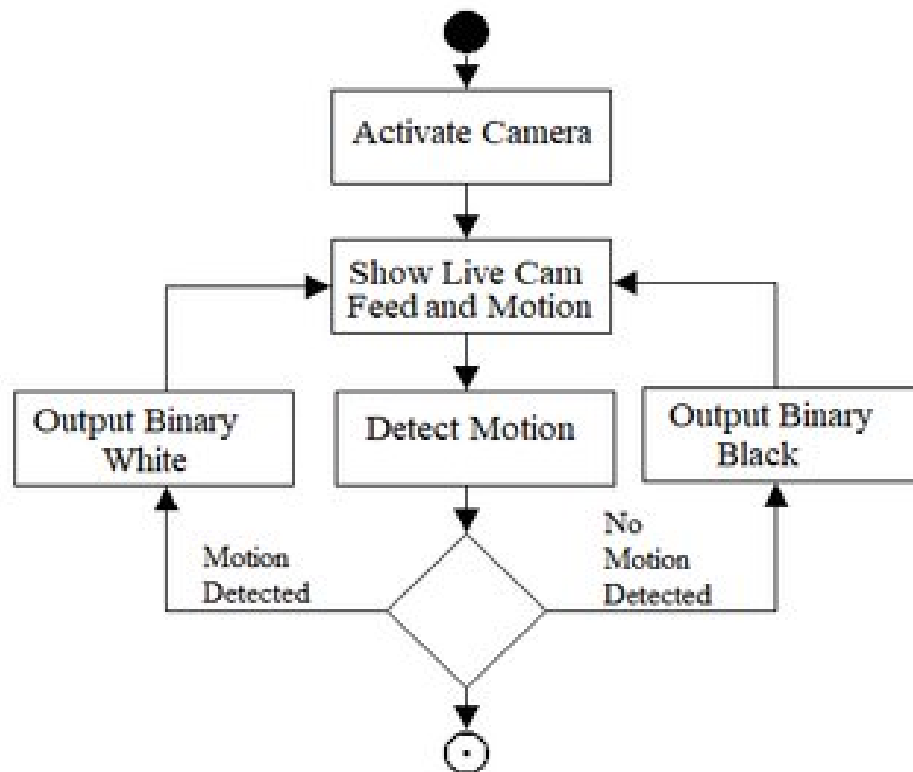 Activate Camera
Show Live Cam
Feed and Motion
Output Binary
White
Detect Motion
Output Binary
Black
Motion
Detected
No
Motion
Detected